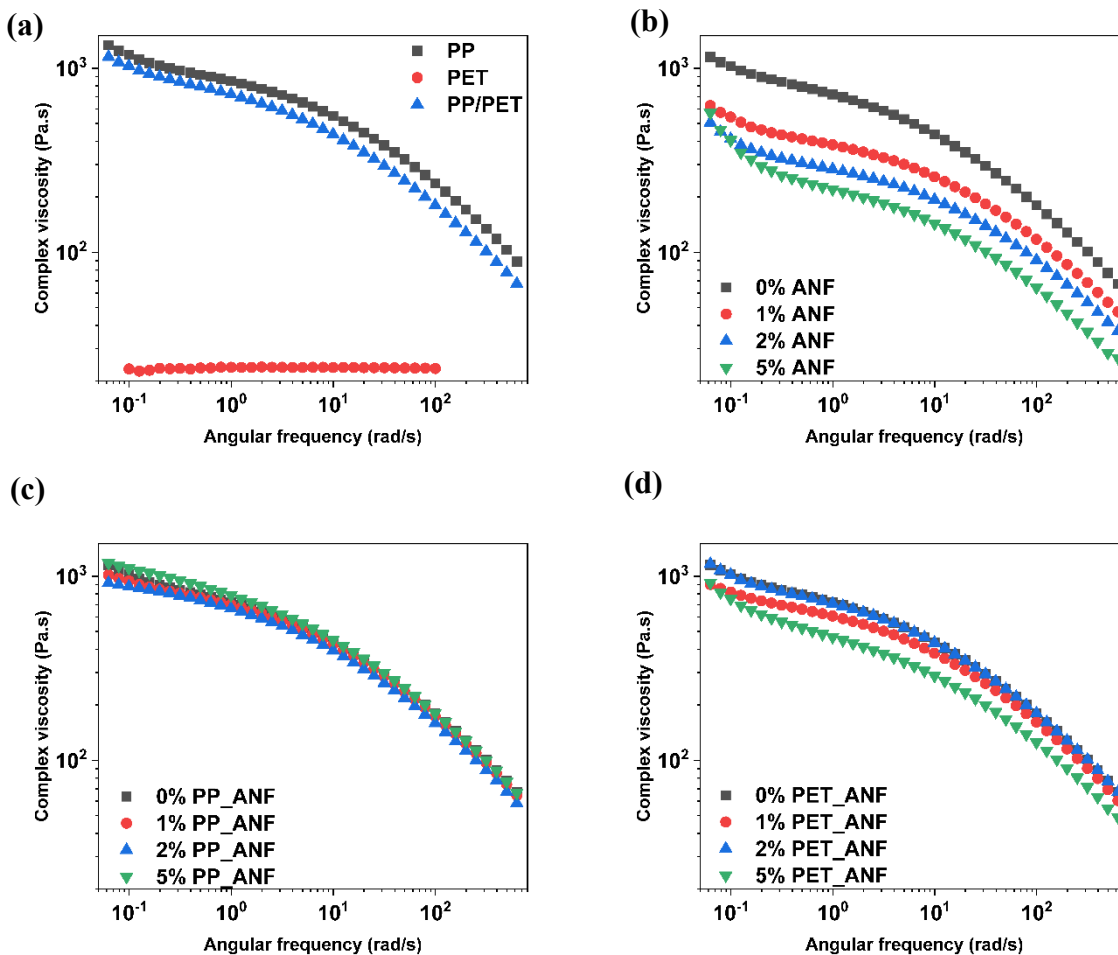 (a)
PP
PET
PP/PET
10³
10²
Complex viscosity (Pa.s)
10⁻¹ 10⁰ 10¹ 10²
Angular frequency (rad/s)
(b)
0% ANF
1% ANF
2% ANF
5% ANF
10³
10²
Complex viscosity (Pa.s)
10⁻¹ 10⁰ 10¹ 10²
Angular frequency (rad/s)
(c)
0% PP_ANF
1% PP_ANF
2% PP_ANF
5% PP_ANF
10³
10²
Complex viscosity (Pa.s)
10⁻¹ 10⁰ 10¹ 10²
Angular frequency (rad/s)
(d)
0% PET_ANF
1% PET_ANF
2% PET_ANF
5% PET_ANF
10³
10²
Complex viscosity (Pa.s)
10⁻¹ 10⁰ 10¹ 10²
Angular frequency (rad/s)